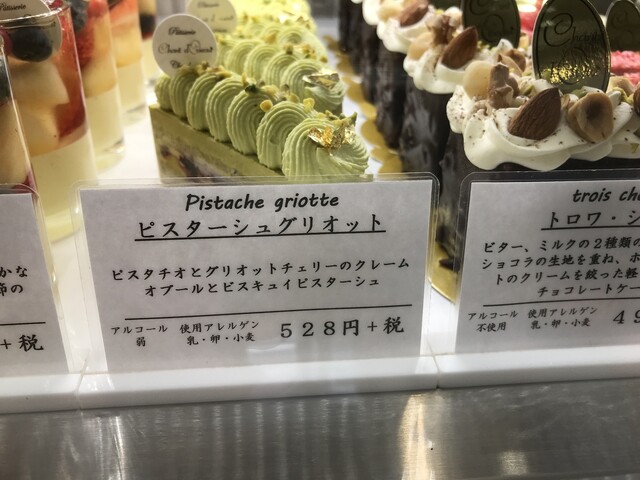 Pâtisserie
Pistache griotte
ピスターシュグリオット
ピスタチオとグリオットチェリーのクレーム
オブールとビスキュイピスターシュ
アルコール 使用アレルゲン
弱 乳・卵・小麦
528円+税
かな
節の
+税
trois ch
トロワ・シ
ビター、ミルクの2種類の
ショコラの生地を重ね、ホ
トのクリームを絞った軽
チョコレートケー
アルコール 使用アレルゲン
不使用 乳・卵・小麦
49